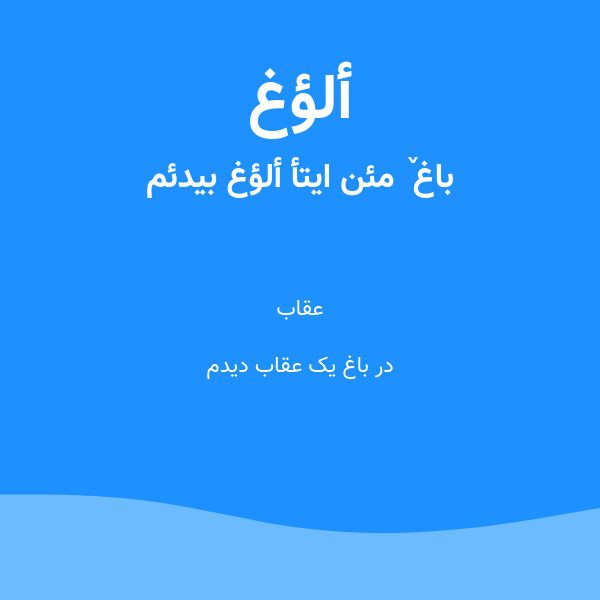 ألؤغ
باغٚ مئن ايتأ ألؤغ بيدئم
عقاب
در باغ یک عقاب دیدم